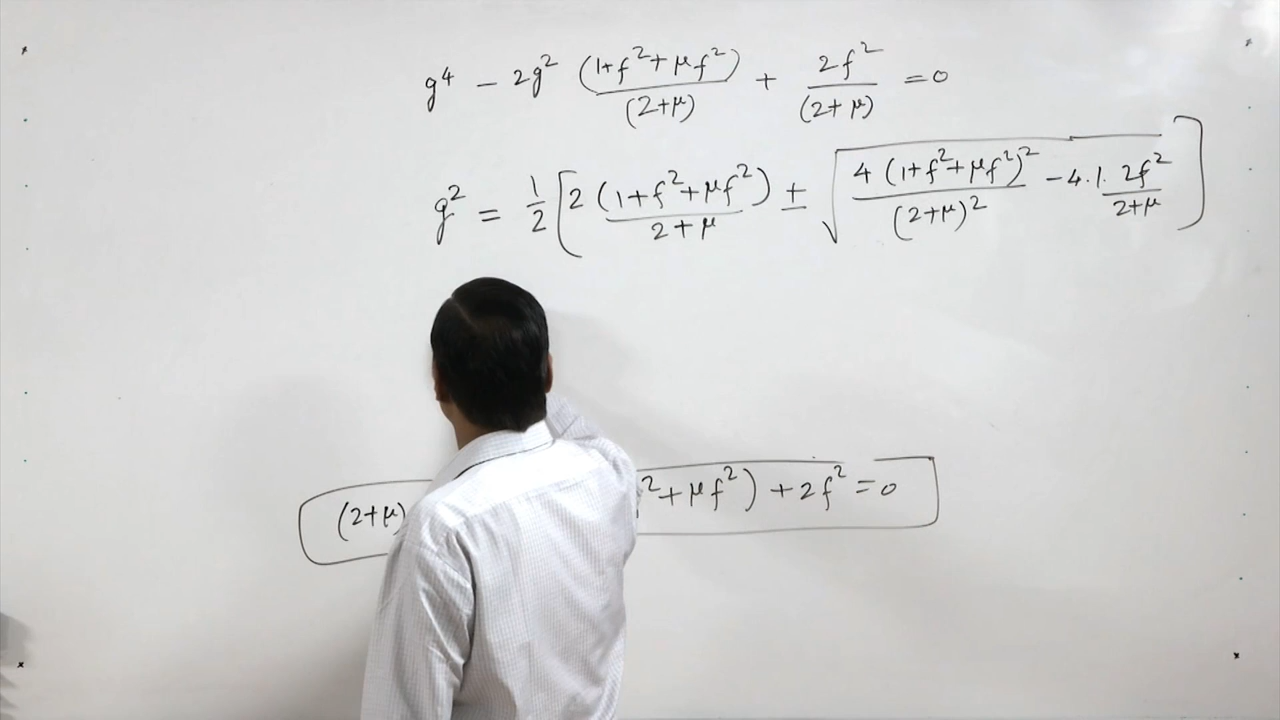 g⁴ - 2g² (1+f²+μf²)/(2+μ) + 2f²/(2+μ) = 0
g² = 1/2 [2 (1+f²+μf²)/2+μ ± √(4 (1+f²+μf²)²/(2+μ)² - 4.1. 2f²/2+μ)]
(2+μ) ²+μf²) + 2f² = 0